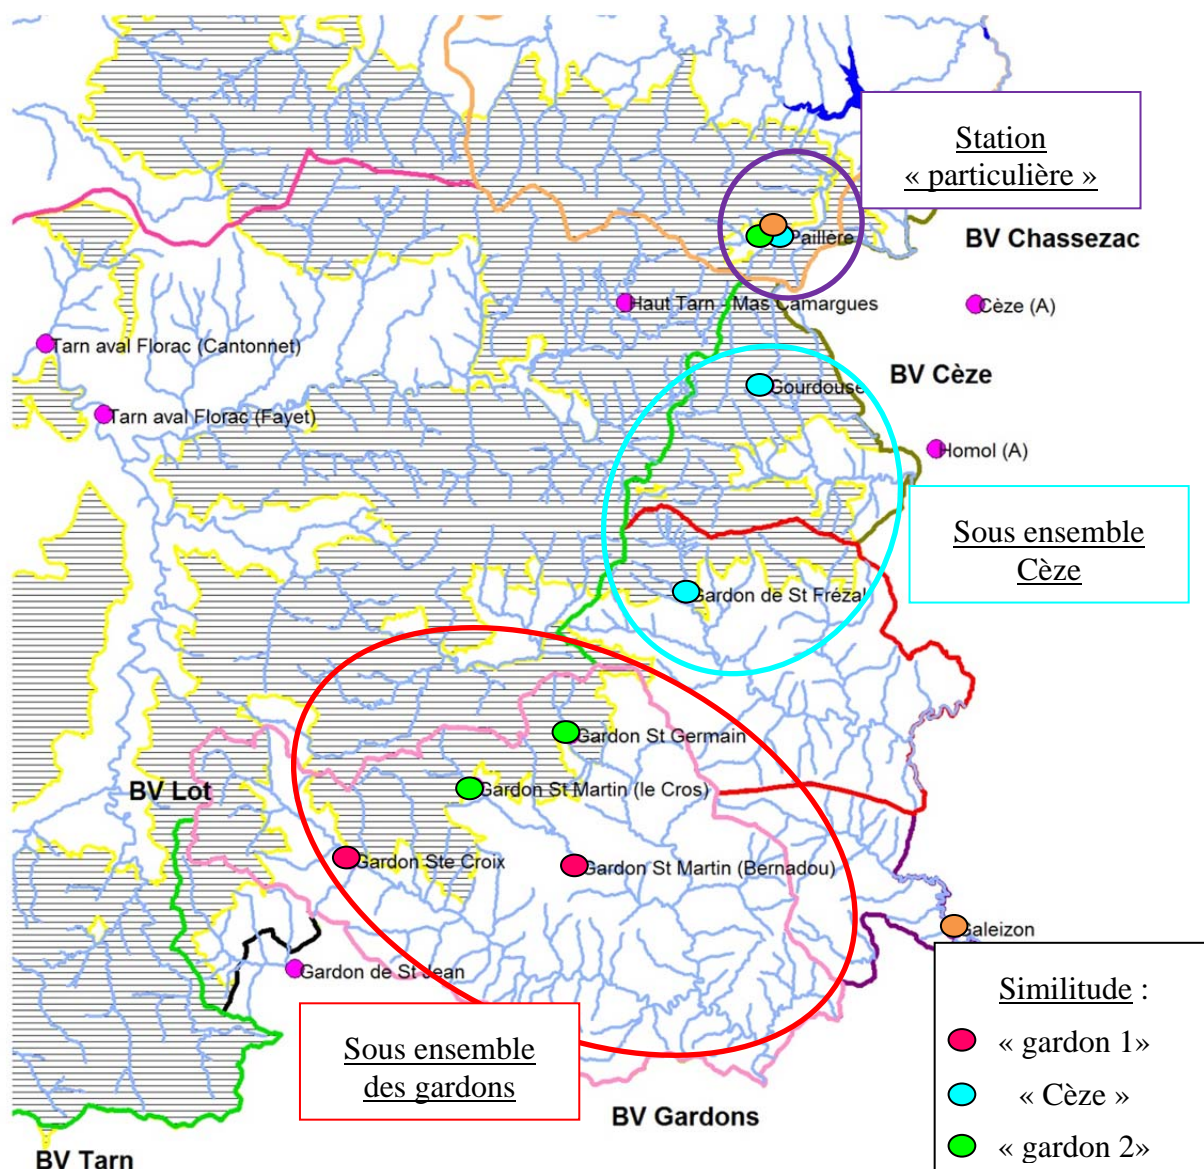 Station
« particulière »
Paillère
BV Chassezac
Haut Tarn - Mas Camargues
Cèze (A)
Tarn aval Florac (Cantonnet)
BV Cèze
Gourdouse
Tarn aval Florac (Fayet)
Homol (A)
Sous ensemble
Cèze
Gardon de St Frézal
Gardon St Germain
BV Lot
Gardon St Martin (le Cros)
Gardon Ste Croix
Gardon St Martin (Bernadou)
Galeizon
Gardon de St Jean
Similitude :
Sous ensemble
des gardons
« gardon 1»
« Cèze »
BV Gardons
« gardon 2»
BV Tarn